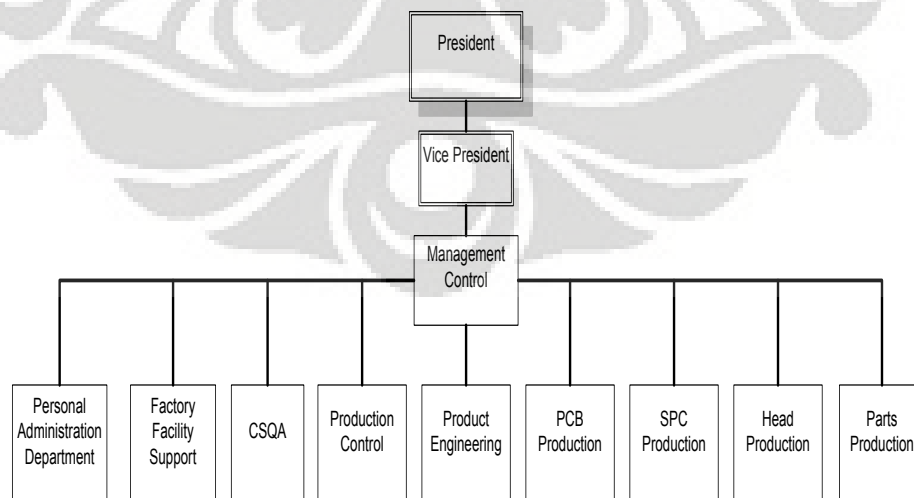 President
Vice President
Management
Control
Personal
Administration
Department
Factory
Facility
Support
CSQA
Production
Control
Product
Engineering
PCB
Production
SPC
Production
Head
Production
Parts
Production